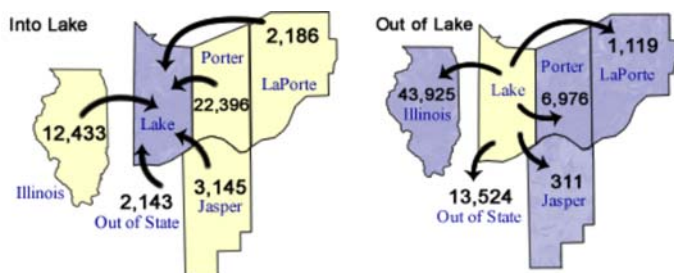 Into Lake
2,186
Porter
LaPorte
22,396
12,433
Lake
Illinois
2,143
Out of State
3,145
Jasper
Out of Lake
1,119
Porter
LaPorte
43,925
Illinois
Lake
6,976
13,524
Out of State
311
Jasper